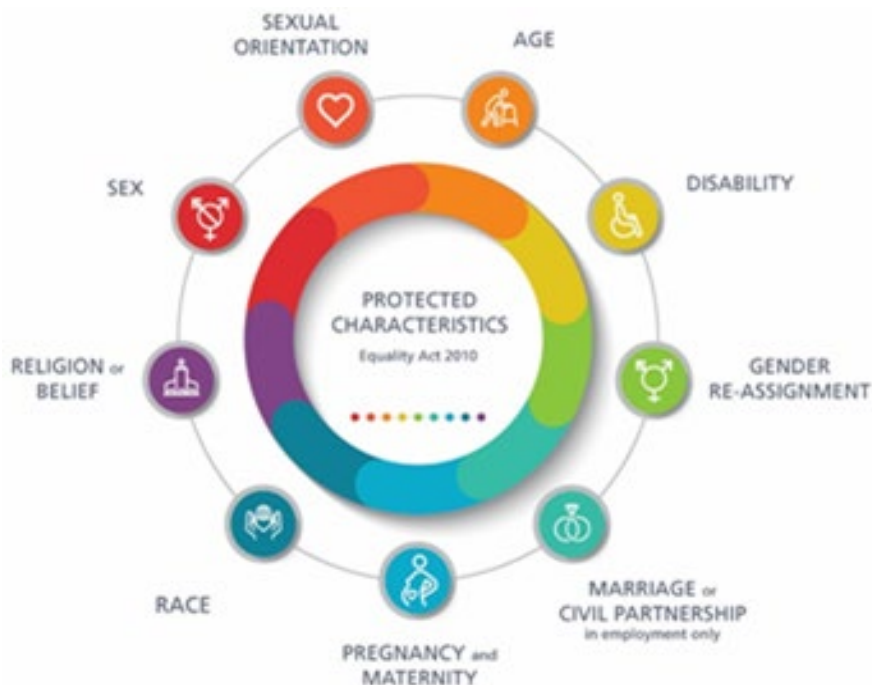 SEXUAL
ORIENTATION
AGE
SEX
DISABILITY
PROTECTED
CHARACTERISTICS
Equality Act 2010
RELIGION or
BELIEF
GENDER
RE-ASSIGNMENT
RACE
MARRIAGE or
CIVIL PARTNERSHIP
in employment only
PREGNANCY and
MATERNITY